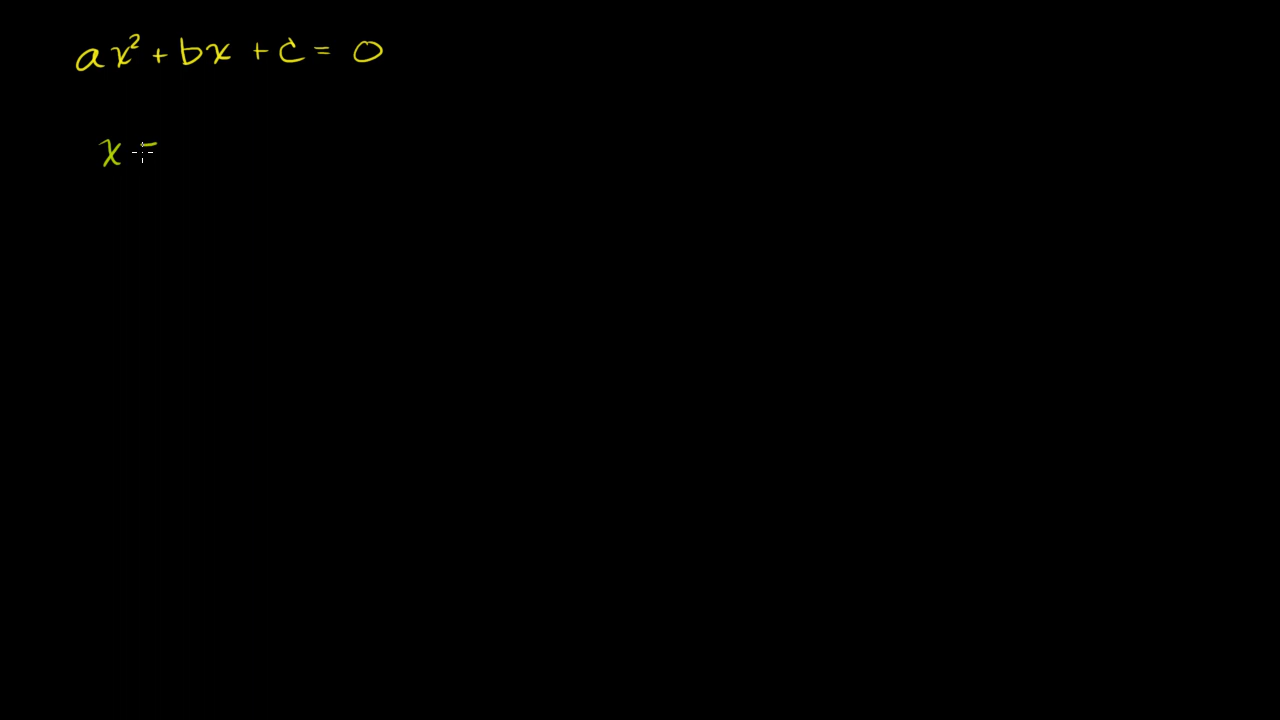 ax² + bx + c = 0
x =